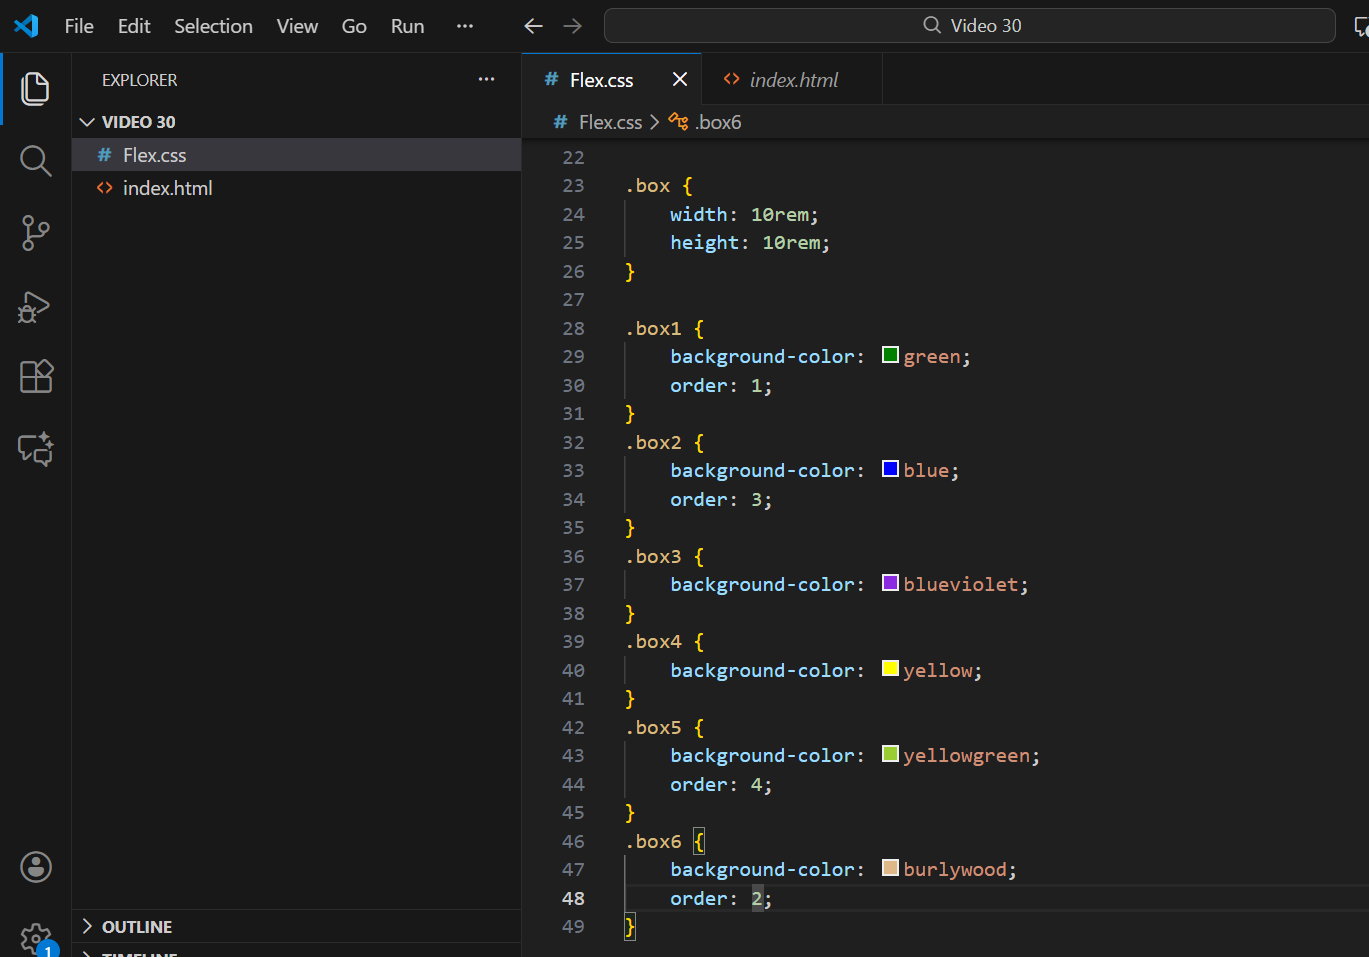 File Edit Selection View Go Run ··· Video 30
EXPLORER ···
VIDEO 30
# Flex.css
<> index.html
OUTLINE
TIMELINE
1
# Flex.css <> index.html
# Flex.css > .box6
22
23 .box {
24 width: 10rem;
25 height: 10rem;
26 }
27
28 .box1 {
29 background-color: green;
30 order: 1;
31 }
32 .box2 {
33 background-color: blue;
34 order: 3;
35 }
36 .box3 {
37 background-color: blueviolet;
38 }
39 .box4 {
40 background-color: yellow;
41 }
42 .box5 {
43 background-color: yellowgreen;
44 order: 4;
45 }
46 .box6 {
47 background-color: burlywood;
48 order: 2;
49 }